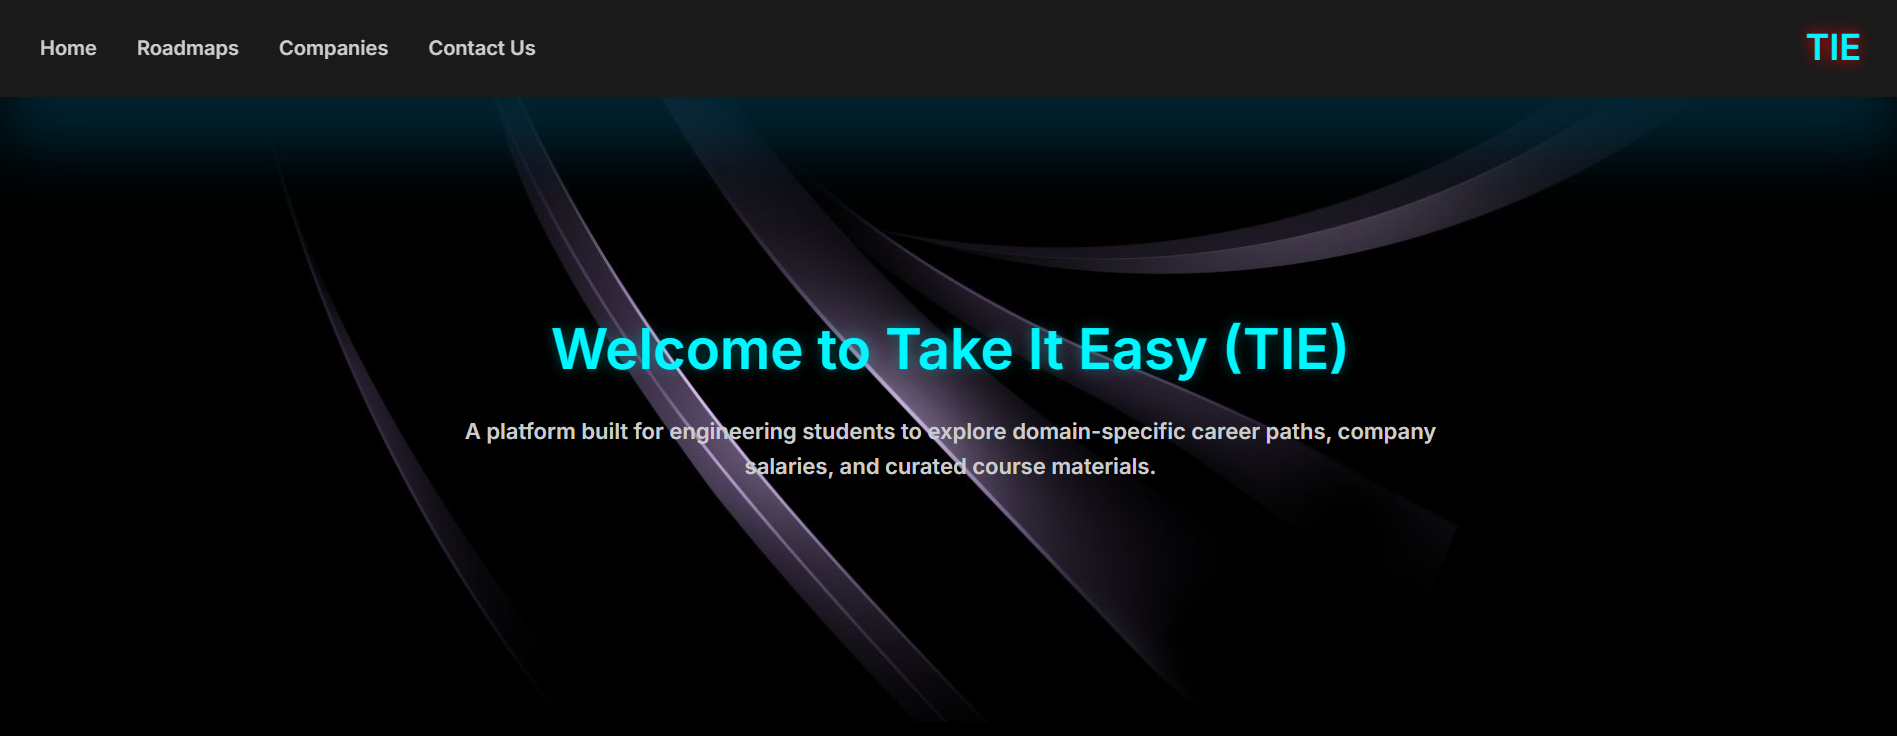 Home Roadmaps Companies Contact Us TIE
Welcome to Take It Easy (TIE)
A platform built for engineering students to explore domain-specific career paths, company
salaries, and curated course materials.